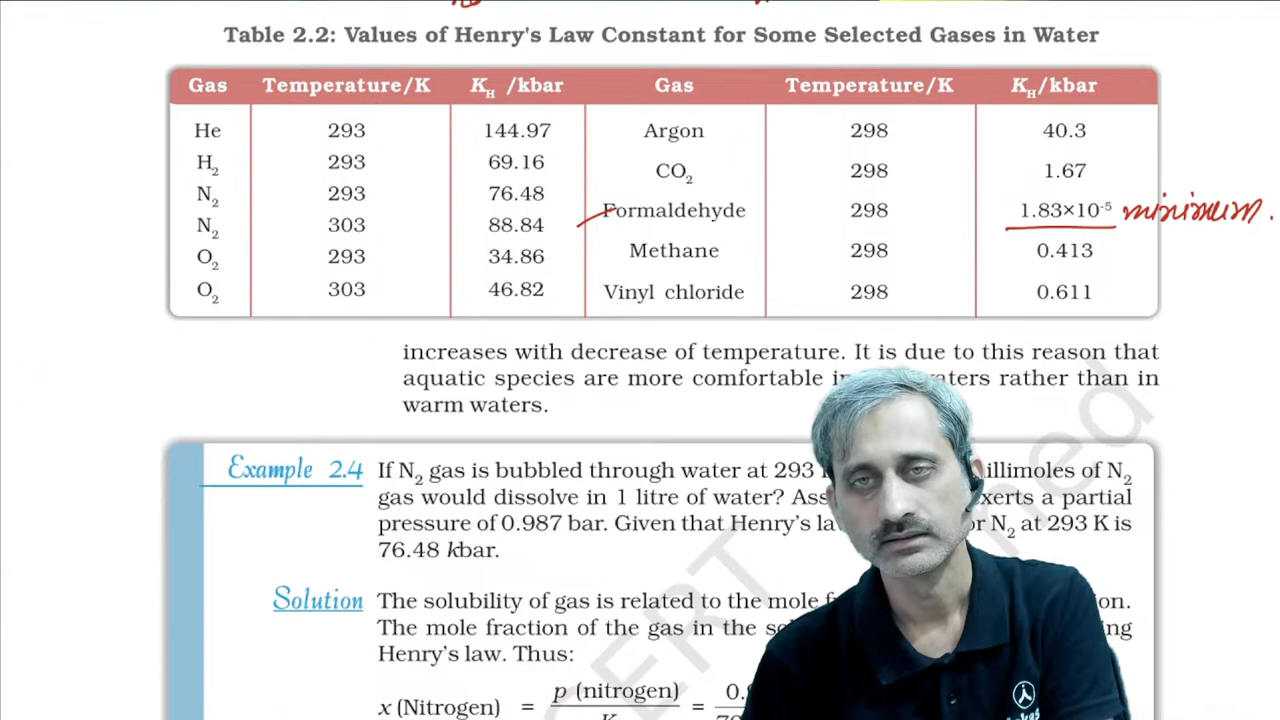 Table 2.2: Values of Henry's Law Constant for Some Selected Gases in Water
Gas Temperature/K K_H /kbar Gas Temperature/K K_H/kbar
He 293 144.97 Argon 298 40.3
H₂ 293 69.16 CO₂ 298 1.67
N₂ 293 76.48 Formaldehyde 298 1.83×10⁻⁵ minimum.
N₂ 303 88.84 Methane 298 0.413
O₂ 293 34.86 Vinyl chloride 298 0.611
O₂ 303 46.82
increases with decrease of temperature. It is due to this reason that
aquatic species are more comfortable in waters rather than in
warm waters.
Example 2.4 If N₂ gas is bubbled through water at 293 illimoles of N₂
gas would dissolve in 1 litre of water? Ass xerts a partial
pressure of 0.987 bar. Given that Henry's la or N₂ at 293 K is
76.48 kbar.
Solution The solubility of gas is related to the mole on.
The mole fraction of the gas in the ing
Henry's law. Thus:
x (Nitrogen) = p (nitrogen) = 0.